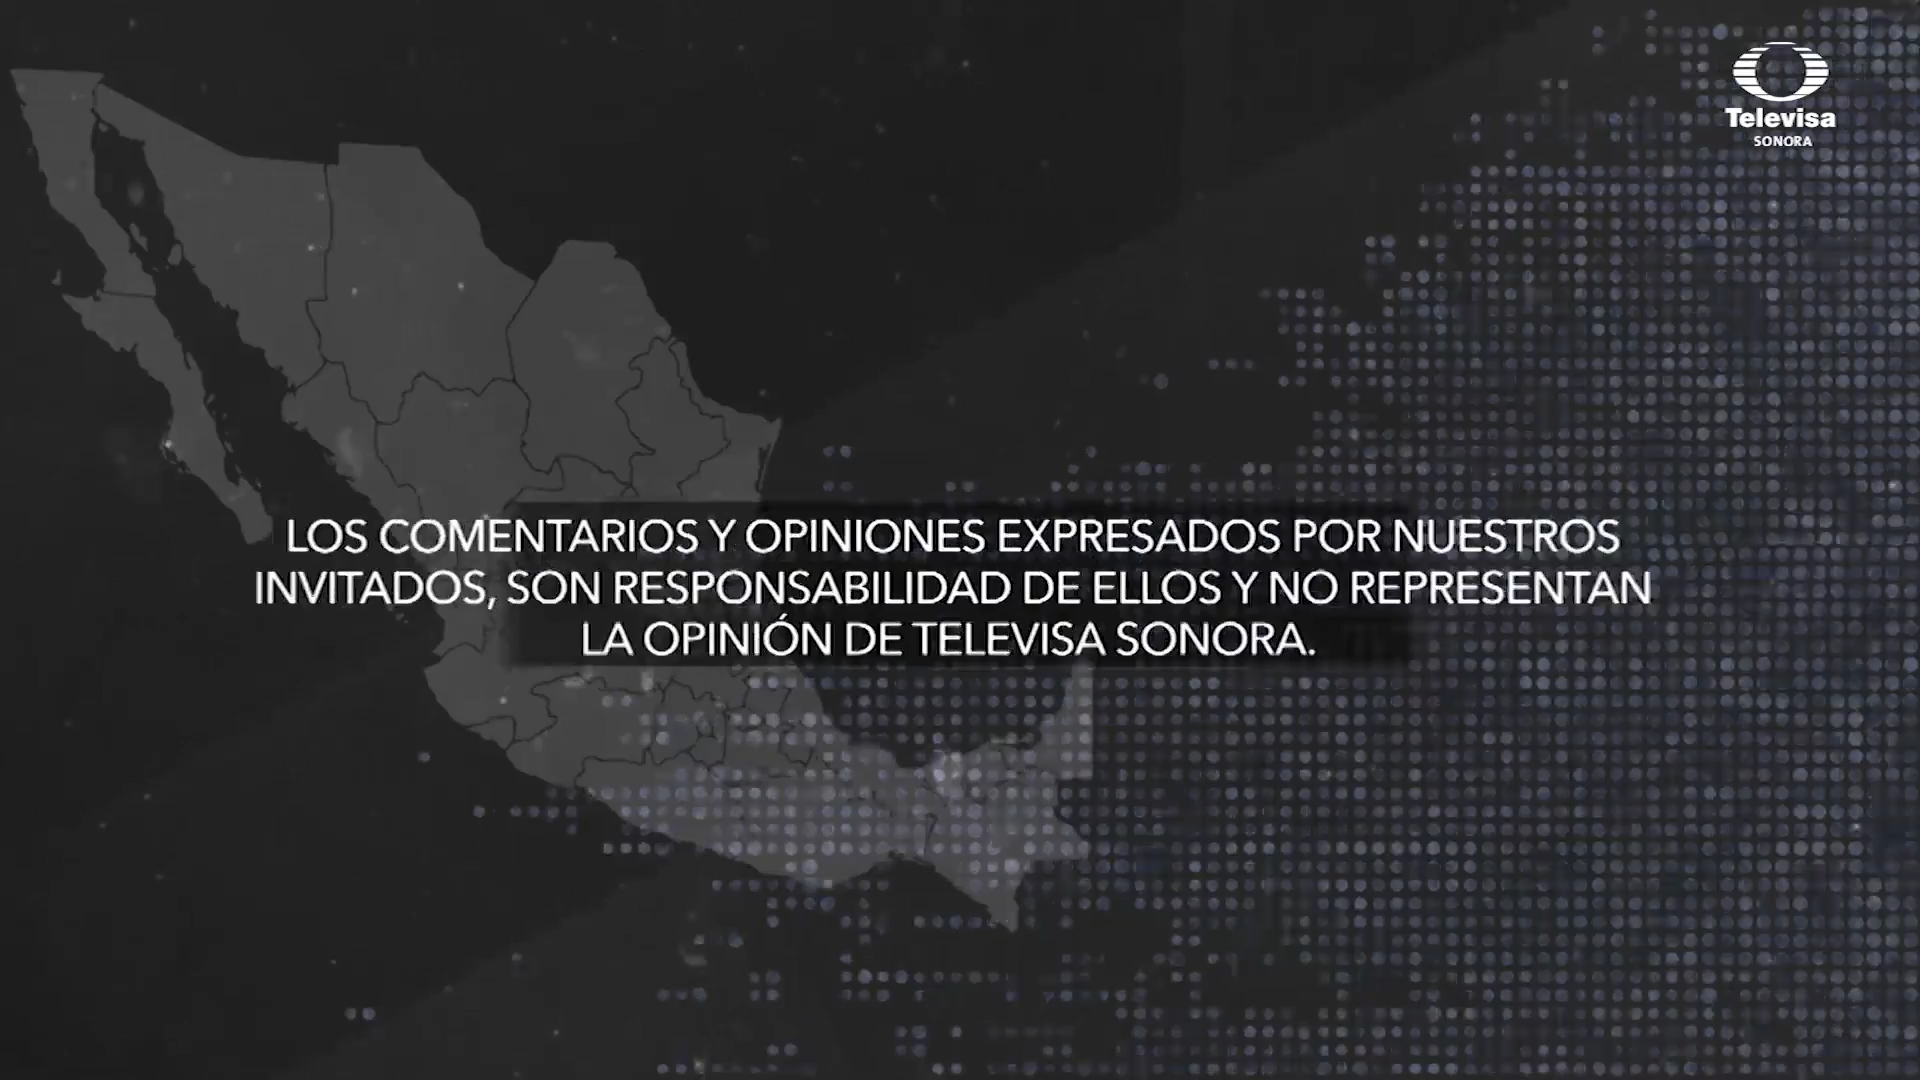 Televisa
SONORA
LOS COMENTARIOS Y OPINIONES EXPRESADOS POR NUESTROS
INVITADOS, SON RESPONSABILIDAD DE ELLOS Y NO REPRESENTAN
LA OPINIÓN DE TELEVISA SONORA.